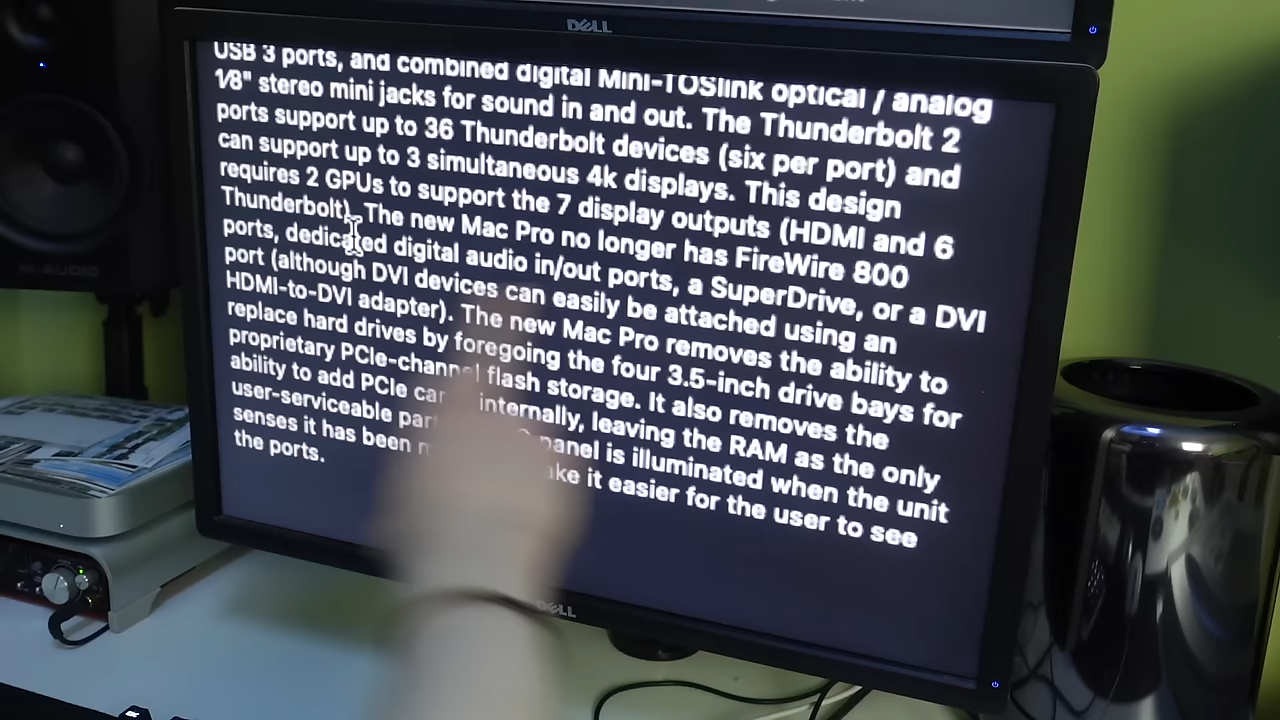 DELL
USB 3 ports, and combined digital Mini-TOSlink optical / analog
1/8" stereo mini jacks for sound in and out. The Thunderbolt 2
ports support up to 36 Thunderbolt devices (six per port) and
can support up to 3 simultaneous 4k displays. This design
requires 2 GPUs to support the 7 display outputs (HDMI and 6
Thunderbolt). The new Mac Pro no longer has FireWire 800
ports, dedicated digital audio in/out ports, a SuperDrive, or a DVI
port (although DVI devices can easily be attached using an
HDMI-to-DVI adapter). The new Mac Pro removes the ability to
replace hard drives by foregoing the four 3.5-inch drive bays for
proprietary PCIe-channel flash storage. It also removes the
ability to add PCIe internally, leaving the RAM as the only
user-serviceable panel is illuminated when the unit
senses it has been it easier for the user to see
the ports.
DELL
M-AUDIO